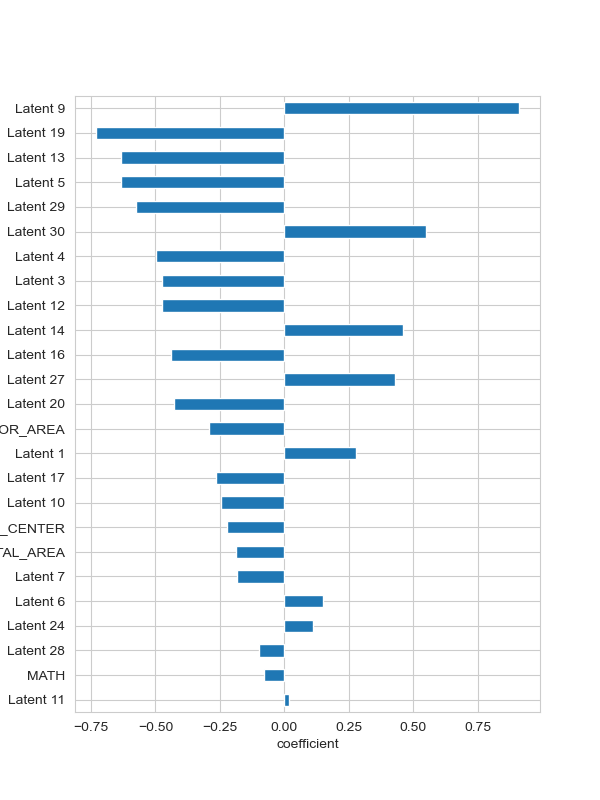 Latent 9
Latent 19
Latent 13
Latent 5
Latent 29
Latent 30
Latent 4
Latent 3
Latent 12
Latent 14
Latent 16
Latent 27
Latent 20
OR_AREA
Latent 1
Latent 17
Latent 10
_CENTER
TAL_AREA
Latent 7
Latent 6
Latent 24
Latent 28
MATH
Latent 11
−0.75 −0.50 −0.25 0.00 0.25 0.50 0.75
coefficient